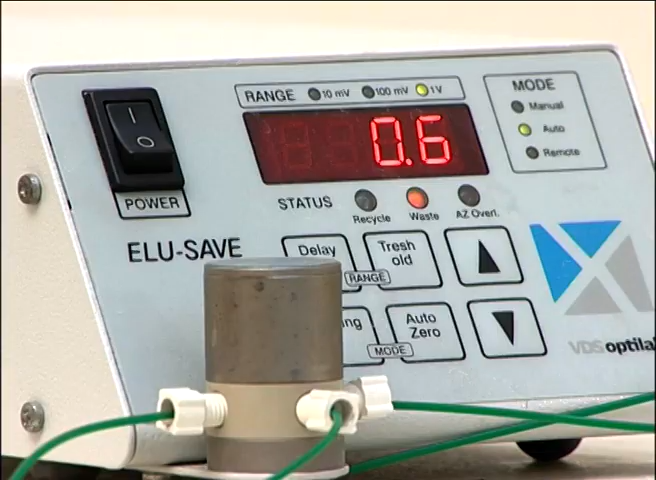 RANGE 10 mV 100 mV 1V
MODE
Manual
Auto
Remote
0.6
I
O
POWER
STATUS
Recycle Waste AZ Overl.
ELU-SAVE
Delay
Tresh
old
RANGE
Auto
Zero
MODE
VDS optila